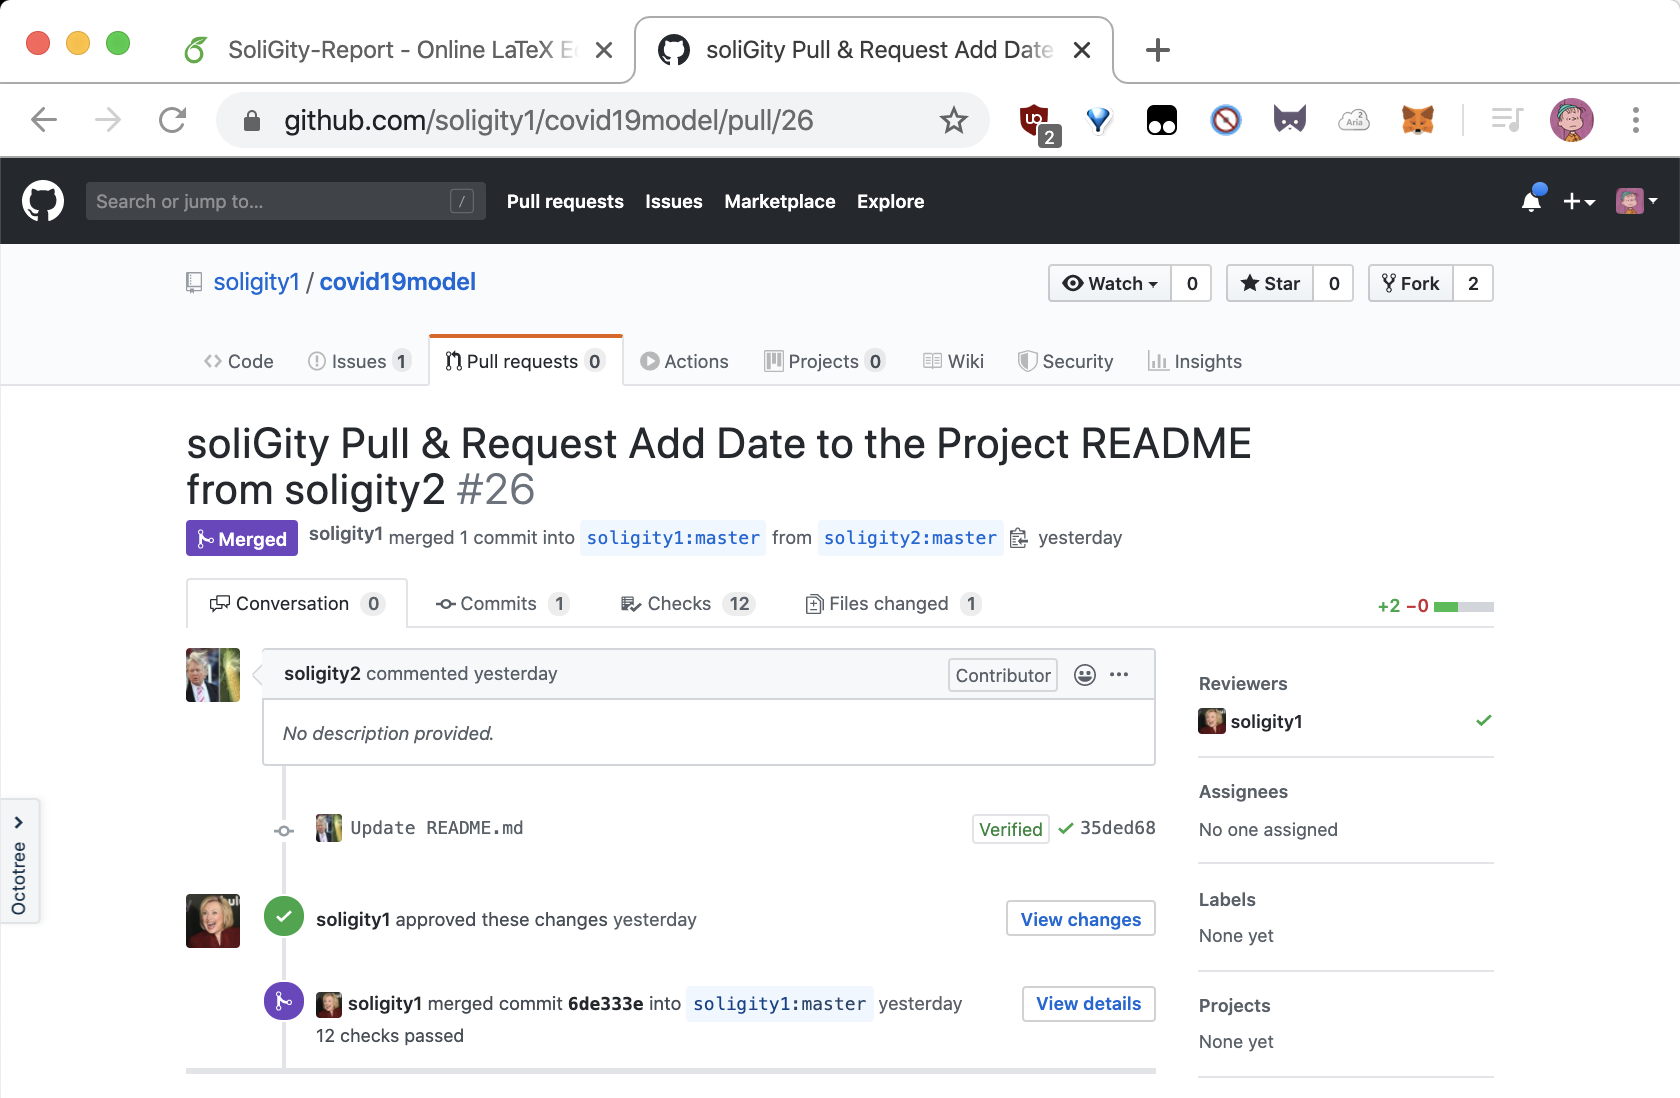 SoliGity-Report - Online LaTeX Ed
soliGity Pull & Request Add Date
github.com/soligity1/covid19model/pull/26
2
Aria2
Search or jump to... /
Pull requests Issues Marketplace Explore
soligity1 / covid19model
Watch 0 Star 0 Fork 2
Code Issues 1 Pull requests 0 Actions Projects 0 Wiki Security Insights
soliGity Pull & Request Add Date to the Project README
from soligity2 #26
Merged soligity1 merged 1 commit into soligity1:master from soligity2:master yesterday
Conversation 0 Commits 1 Checks 12 Files changed 1 +2 −0
soligity2 commented yesterday Contributor
No description provided.
Update README.md Verified 35ded68
soligity1 approved these changes yesterday View changes
soligity1 merged commit 6de333e into soligity1:master yesterday View details
12 checks passed
Reviewers
soligity1
Assignees
No one assigned
Labels
None yet
Projects
None yet
Octotree